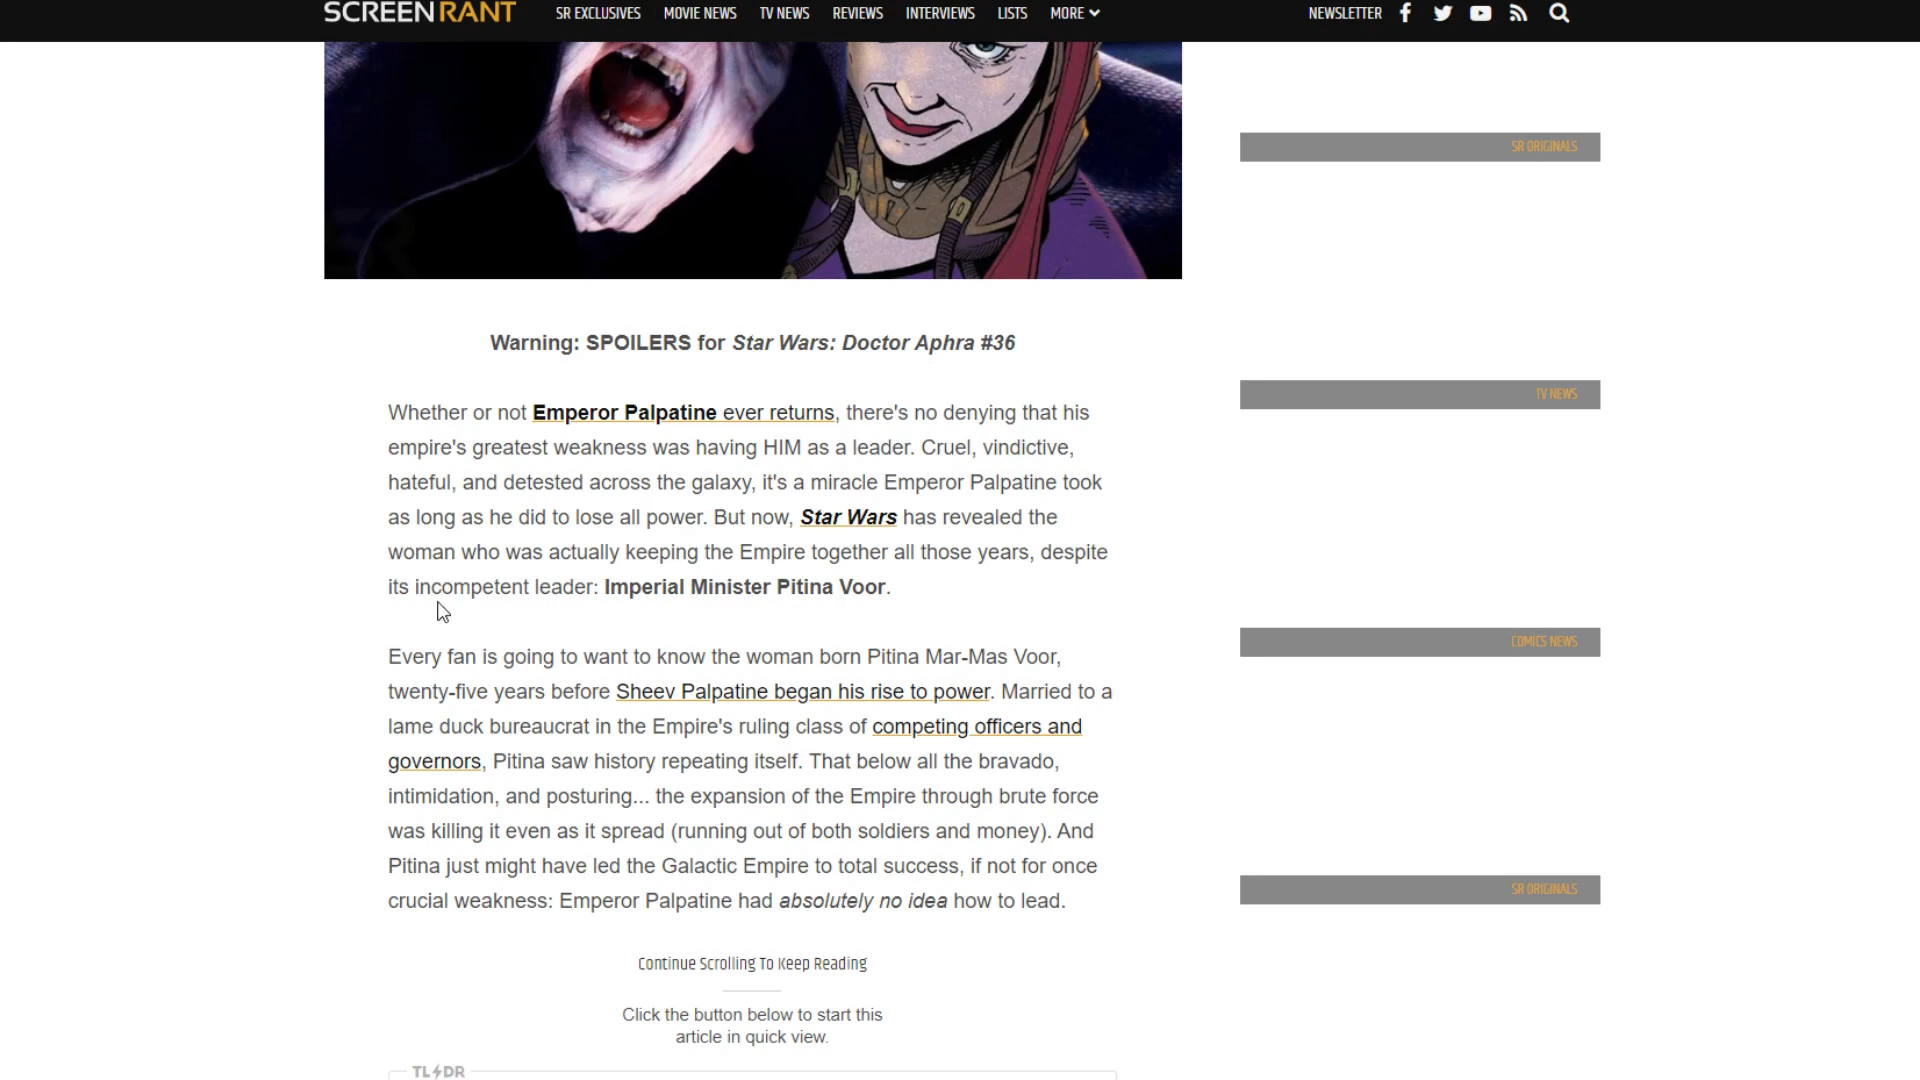 SCREENRANT
SR EXCLUSIVES MOVIE NEWS TV NEWS REVIEWS INTERVIEWS LISTS MORE NEWSLETTER
Warning: SPOILERS for Star Wars: Doctor Aphra #36
Whether or not Emperor Palpatine ever returns, there's no denying that his
empire's greatest weakness was having HIM as a leader. Cruel, vindictive,
hateful, and detested across the galaxy, it's a miracle Emperor Palpatine took
as long as he did to lose all power. But now, Star Wars has revealed the
woman who was actually keeping the Empire together all those years, despite
its incompetent leader: Imperial Minister Pitina Voor.
Every fan is going to want to know the woman born Pitina Mar-Mas Voor,
twenty-five years before Sheev Palpatine began his rise to power. Married to a
lame duck bureaucrat in the Empire's ruling class of competing officers and
governors, Pitina saw history repeating itself. That below all the bravado,
intimidation, and posturing... the expansion of the Empire through brute force
was killing it even as it spread (running out of both soldiers and money). And
Pitina just might have led the Galactic Empire to total success, if not for once
crucial weakness: Emperor Palpatine had absolutely no idea how to lead.
Continue Scrolling To Keep Reading
Click the button below to start this
article in quick view.
TLDR
SR ORIGINALS
TV NEWS
COMICS NEWS
SR ORIGINALS